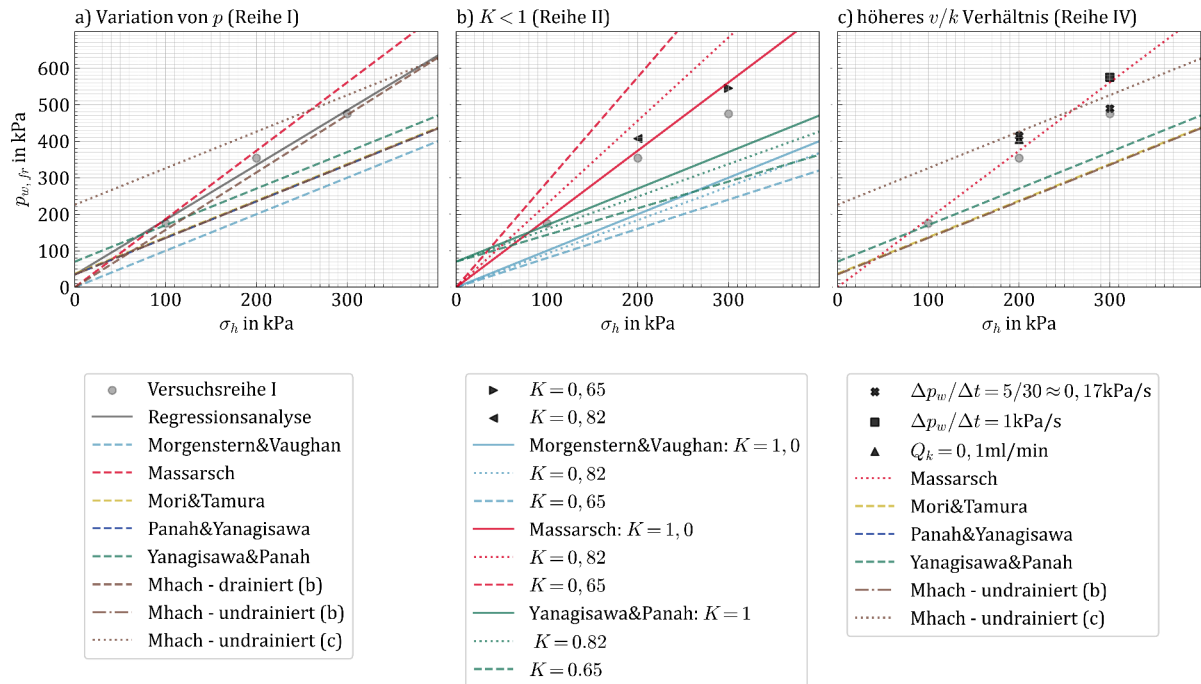 a) Variation von p (Reihe I)
b) K < 1 (Reihe II)
c) höheres v/k Verhältnis (Reihe IV)
p_{w,fr} in kPa
600
500
400
300
200
100
0
0 100 200 300
σ_h in kPa
0 100 200 300
σ_h in kPa
0 100 200 300
σ_h in kPa
Versuchsreihe I
Regressionsanalyse
Morgenstern&Vaughan
Massarsch
Mori&Tamura
Panah&Yanagisawa
Yanagisawa&Panah
Mhach - drainiert (b)
Mhach - undrainiert (b)
Mhach - undrainiert (c)
K = 0,65
K = 0,82
Morgenstern&Vaughan: K = 1,0
K = 0,82
K = 0,65
Massarsch: K = 1,0
K = 0,82
K = 0,65
Yanagisawa&Panah: K = 1
K = 0.82
K = 0.65
Δp_w/Δt = 5/30 ≈ 0,17kPa/s
Δp_w/Δt = 1kPa/s
Q_k = 0,1ml/min
Massarsch
Mori&Tamura
Panah&Yanagisawa
Yanagisawa&Panah
Mhach - undrainiert (b)
Mhach - undrainiert (c)